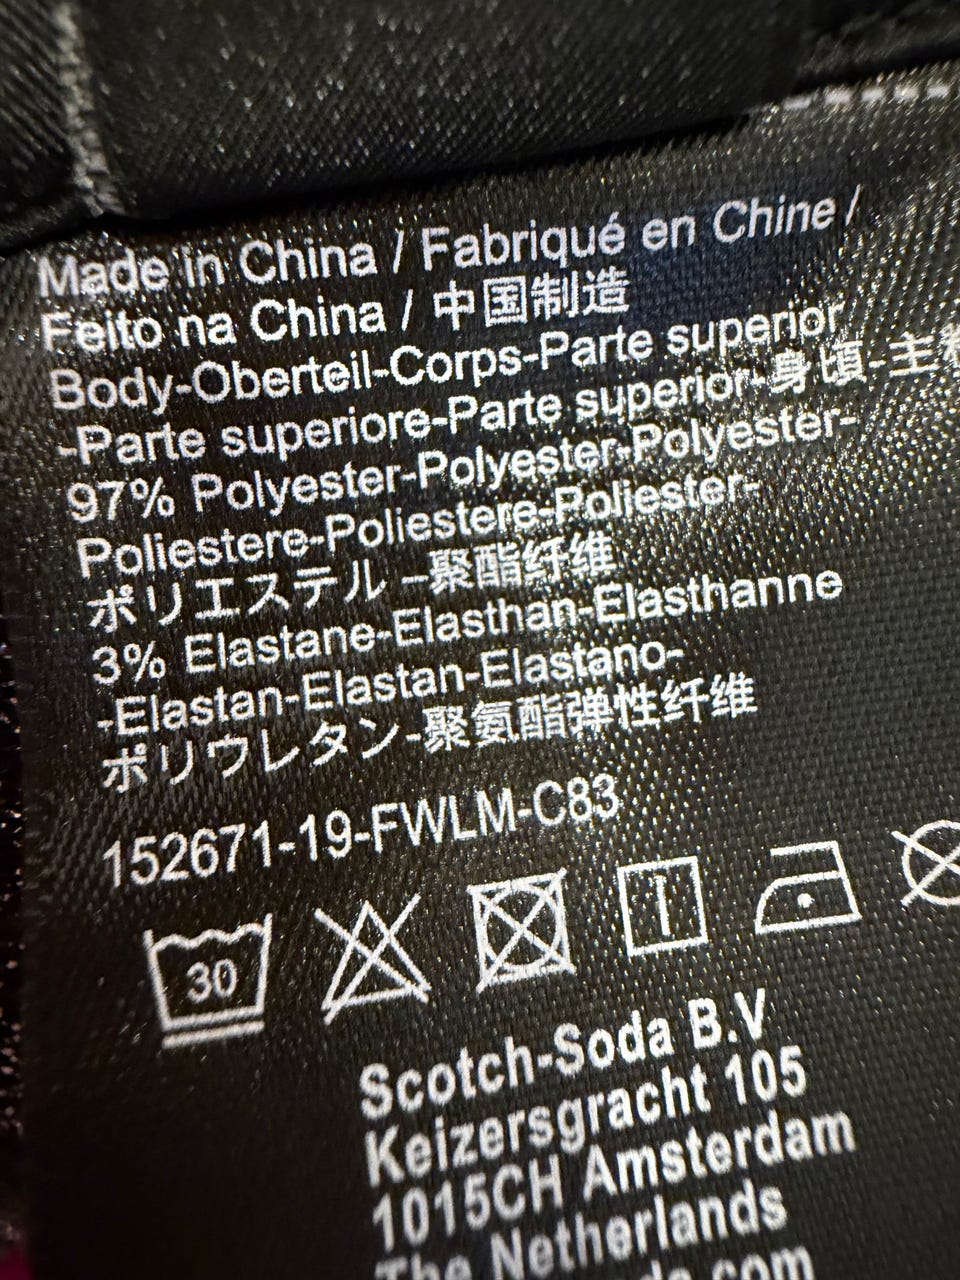 Made in China / Fabriqué en Chine /
Feito na China / 中国制造
Body-Oberteil-Corps-Parte superior
-Parte superiore-Parte superior-身頃-主
97% Polyester-Polyester-Polyester-
Poliestere-Poliestere-Poliester-
ポリエステル -聚酯纤维
3% Elastane-Elasthan-Elasthanne
-Elastan-Elastan-Elastano-
ポリウレタン-聚氨酯弹性纤维
152671-19-FWLM-C83
30
Scotch-Soda B.V
Keizersgracht 105
1015CH Amsterdam
The Netherlands